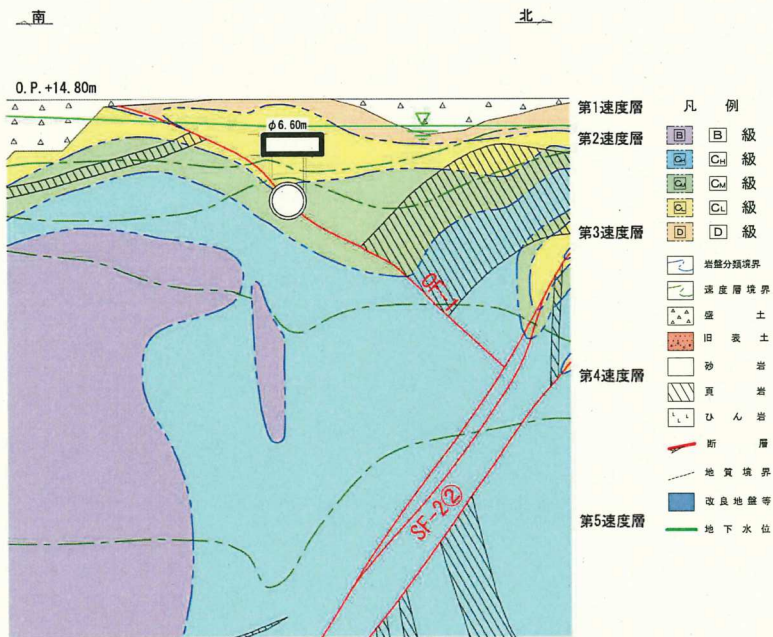 南
北
O.P.+14.80m
φ6.60m
第1速度層
第2速度層
第3速度層
第4速度層
第5速度層
SF-2②
凡 例
B B 級
CH CH 級
CM CM 級
CL CL 級
D D 級
岩盤分類境界
速度層境界
盛 土
旧 表 土
砂 岩
頁 岩
ひ ん 岩
断 層
地 質 境 界
改良地盤等
地 下 水 位